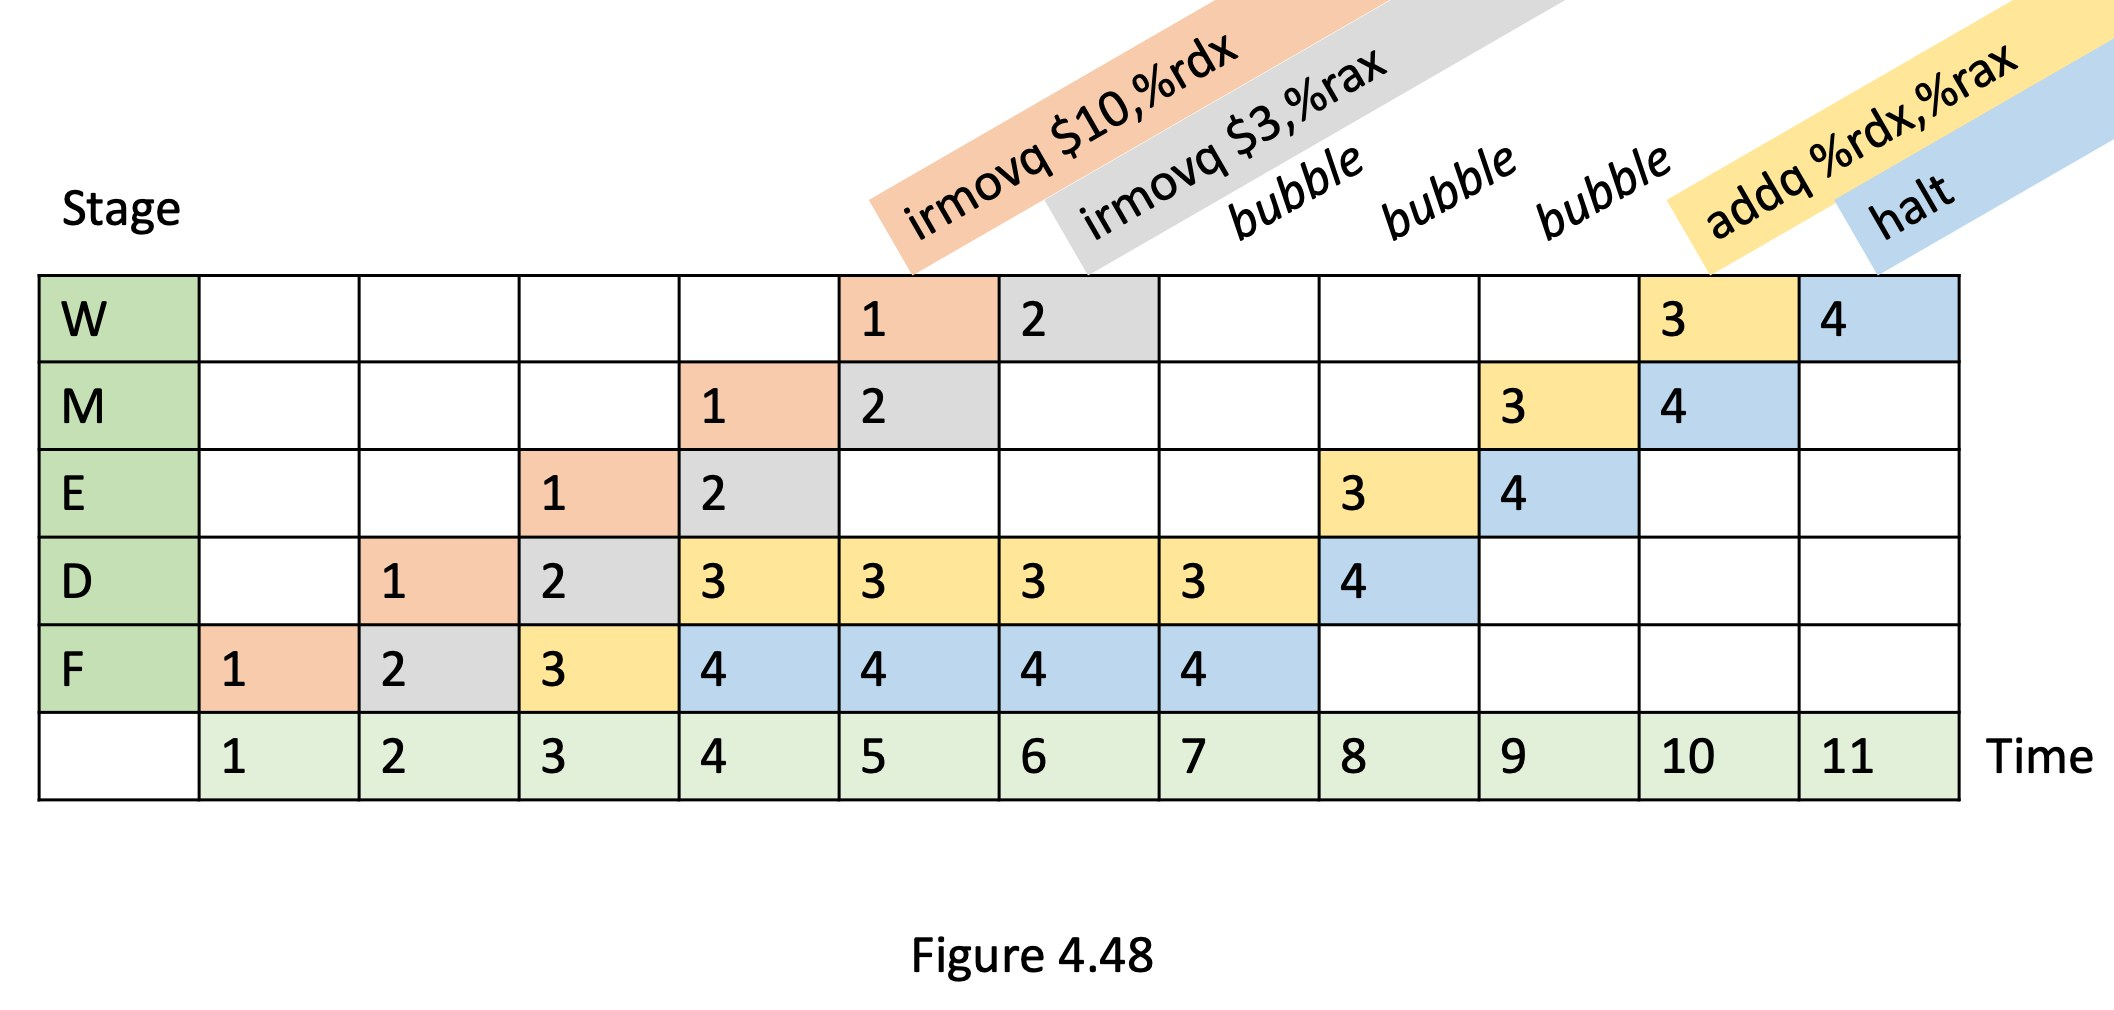 irmovq $10,%rdx
irmovq $3,%rax
bubble
bubble
bubble
addq %rdx,%rax
halt
Stage
W 1 2 3 4
M 1 2 3 4
E 1 2 3 4
D 1 2 3 3 3 3 4
F 1 2 3 4 4 4 4
1 2 3 4 5 6 7 8 9 10 11 Time
Figure 4.48